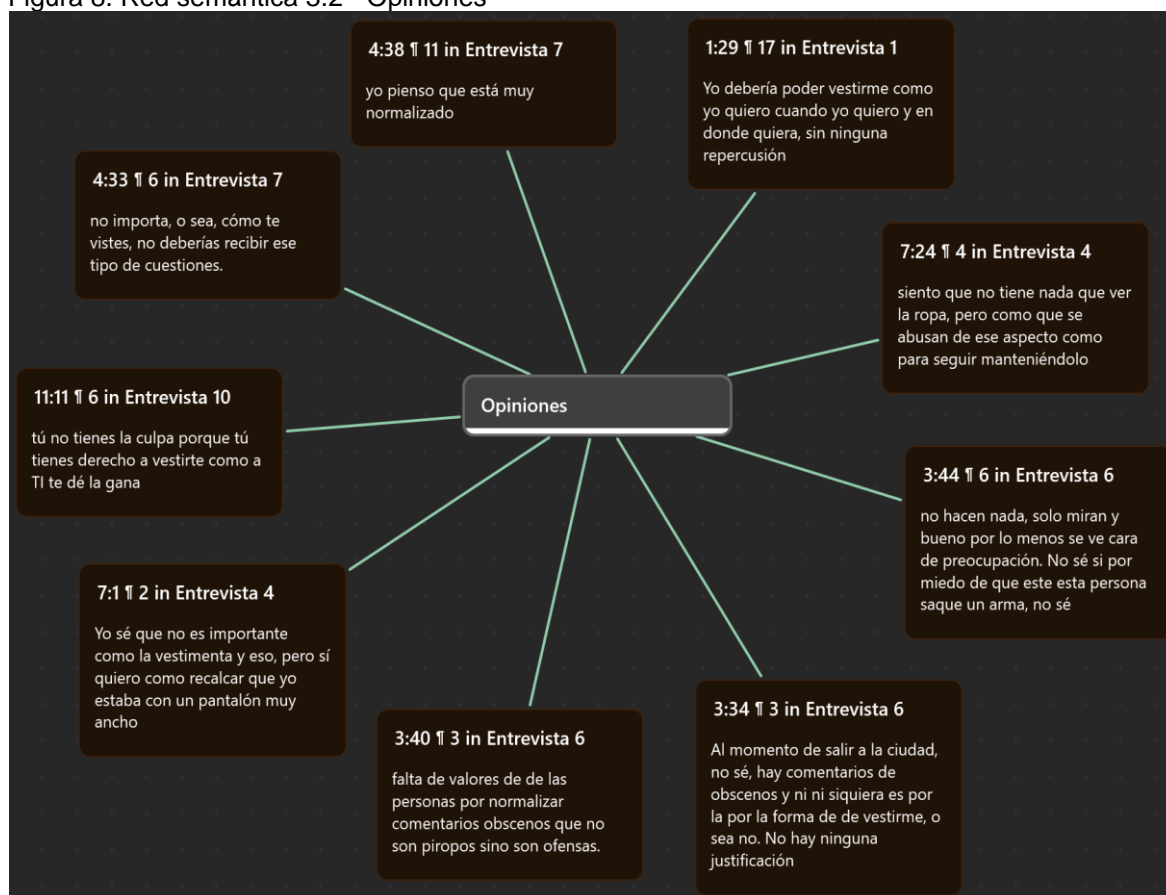 Figura 8. Red semántica 3.2 - Opiniones
4:38 ¶ 11 in Entrevista 7
yo pienso que está muy
normalizado
1:29 ¶ 17 in Entrevista 1
Yo debería poder vestirme como
yo quiero cuando yo quiero y en
donde quiera, sin ninguna
repercusión
4:33 ¶ 6 in Entrevista 7
no importa, o sea, cómo te
vistes, no deberías recibir ese
tipo de cuestiones.
7:24 ¶ 4 in Entrevista 4
siento que no tiene nada que ver
la ropa, pero como que se
abusan de ese aspecto como
para seguir manteniéndolo
Opiniones
11:11 ¶ 6 in Entrevista 10
tú no tienes la culpa porque tú
tienes derecho a vestirte como a
TI te dé la gana
3:44 ¶ 6 in Entrevista 6
no hacen nada, solo miran y
bueno por lo menos se ve cara
de preocupación. No sé si por
miedo de que este esta persona
saque un arma, no sé
7:1 ¶ 2 in Entrevista 4
Yo sé que no es importante
como la vestimenta y eso, pero sí
quiero como recalcar que yo
estaba con un pantalón muy
ancho
3:40 ¶ 3 in Entrevista 6
falta de valores de de las
personas por normalizar
comentarios obscenos que no
son piropos sino son ofensas.
3:34 ¶ 3 in Entrevista 6
Al momento de salir a la ciudad,
no sé, hay comentarios de
obscenos y ni ni siquiera es por
la por la forma de de vestirme, o
sea no. No hay ninguna
justificación